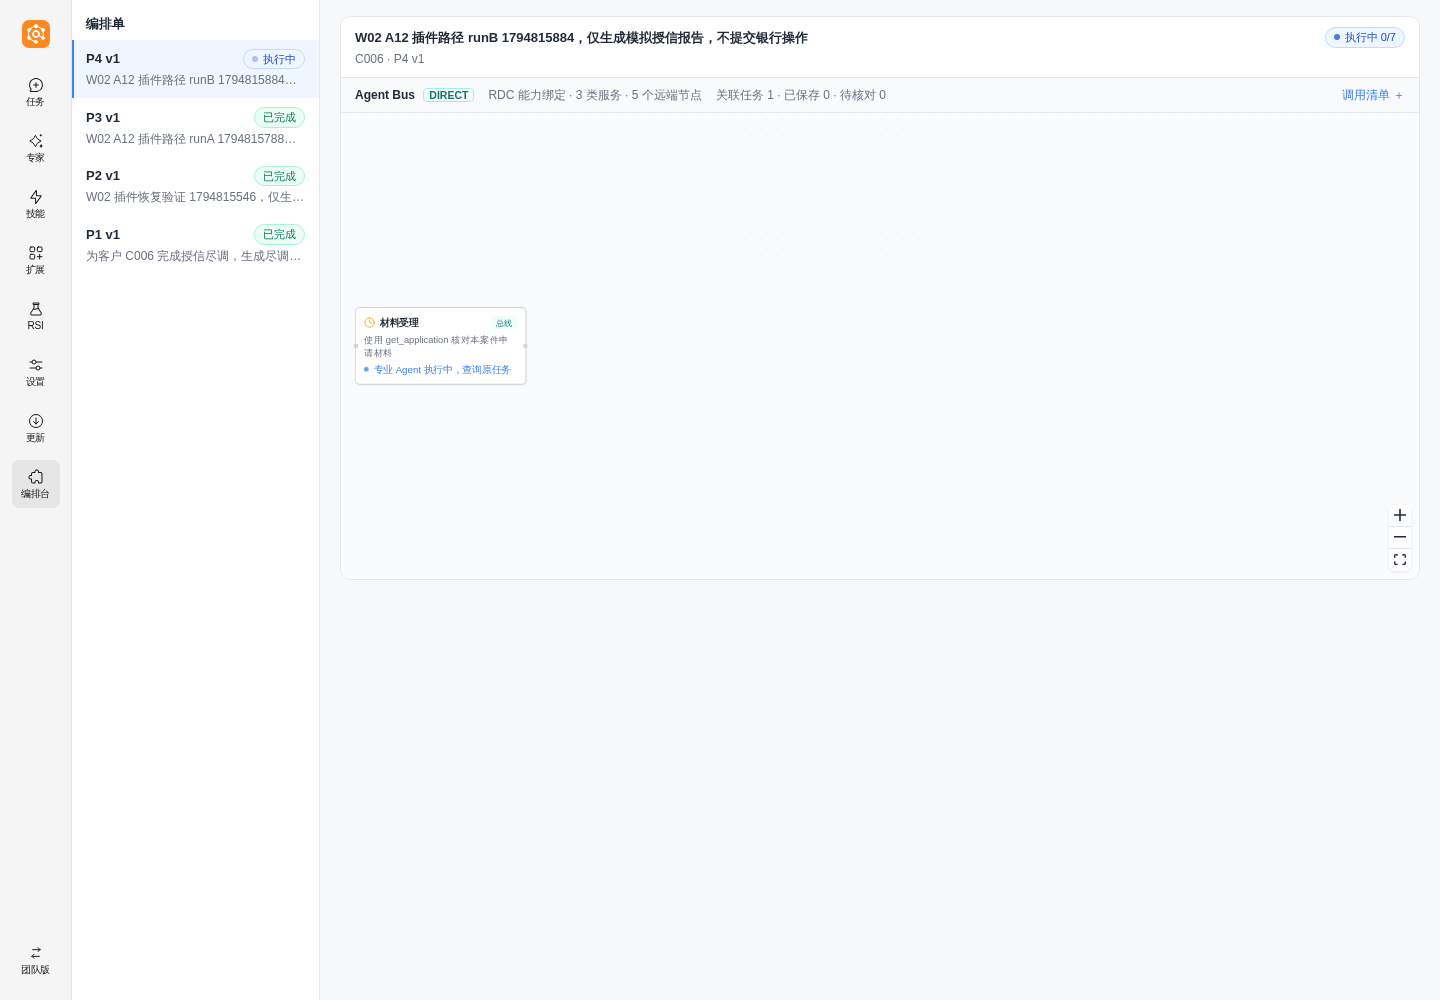 任务
专家
技能
扩展
RSI
设置
更新
编排台
团队版
编排单
P4 v1
执行中
W02 A12 插件路径 runB 1794815884…
P3 v1
已完成
W02 A12 插件路径 runA 1794815788…
P2 v1
已完成
W02 插件恢复验证 1794815546，仅生…
P1 v1
已完成
为客户 C006 完成授信尽调，生成尽调…
W02 A12 插件路径 runB 1794815884，仅生成模拟授信报告，不提交银行操作
执行中 0/7
C006 · P4 v1
Agent Bus DIRECT RDC 能力绑定 · 3 类服务 · 5 个远端节点 关联任务 1 · 已保存 0 · 待核对 0 调用清单 +
材料受理 总线
使用 get_application 核对本案件申
请材料
专业 Agent 执行中，查询原任务